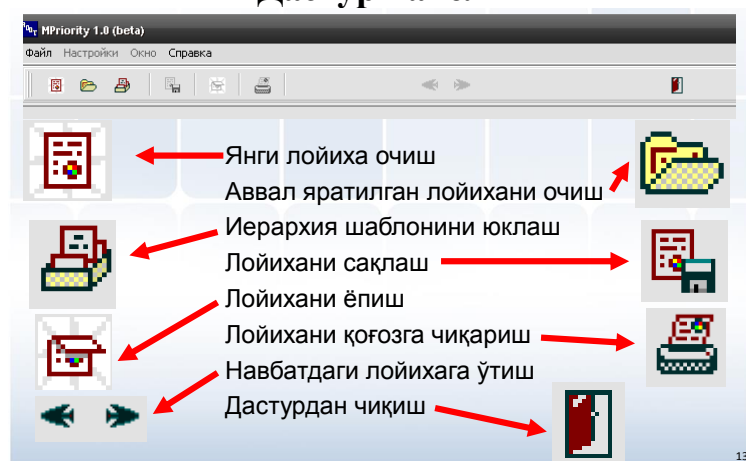 MPriority 1.0 (beta)
Файл Настройки Окно Справка
Янги лойиха очиш
Аввал яратилган лойихани очиш
Иерархия шаблонини юклаш
Лойихани сақлаш
Лойихани ёпиш
Лойихани қоғозга чиқариш
Навбатдаги лойихага ўтиш
Дастурдан чиқиш
13